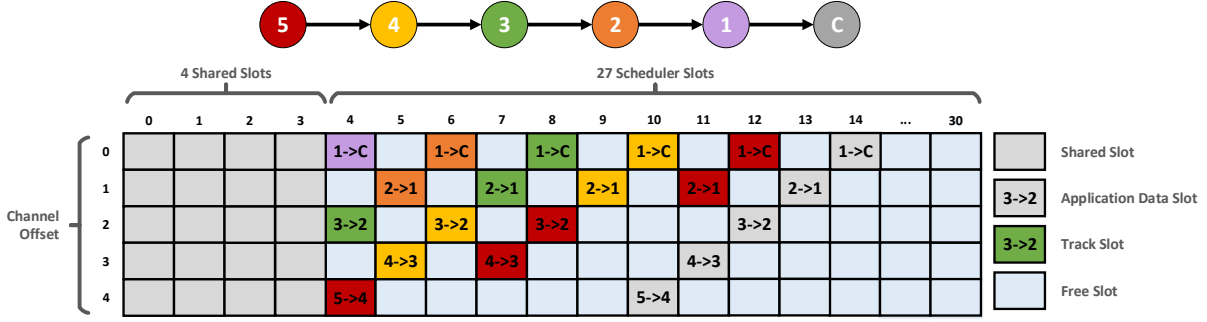 5 4 3 2 1 C
4 Shared Slots 27 Scheduler Slots
0 1 2 3 4 5 6 7 8 9 10 11 12 13 14 ... 30
0 1->C 1->C 1->C 1->C 1->C 1->C
1 2->1 2->1 2->1 2->1 2->1
2 3->2 3->2 3->2 3->2
3 4->3 4->3 4->3
4 5->4 5->4
Channel
Offset
Shared Slot
3->2 Application Data Slot
3->2 Track Slot
Free Slot